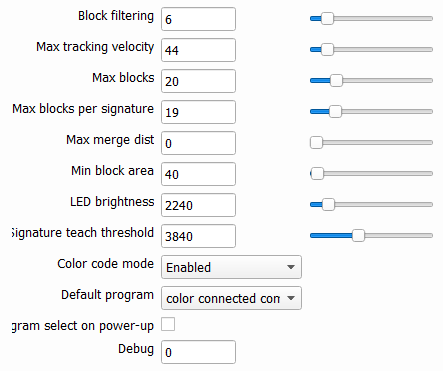 Block filtering 6
Max tracking velocity 44
Max blocks 20
Max blocks per signature 19
Max merge dist 0
Min block area 40
LED brightness 2240
Signature teach threshold 3840
Color code mode Enabled
Default program color connected com
gram select on power-up
Debug 0